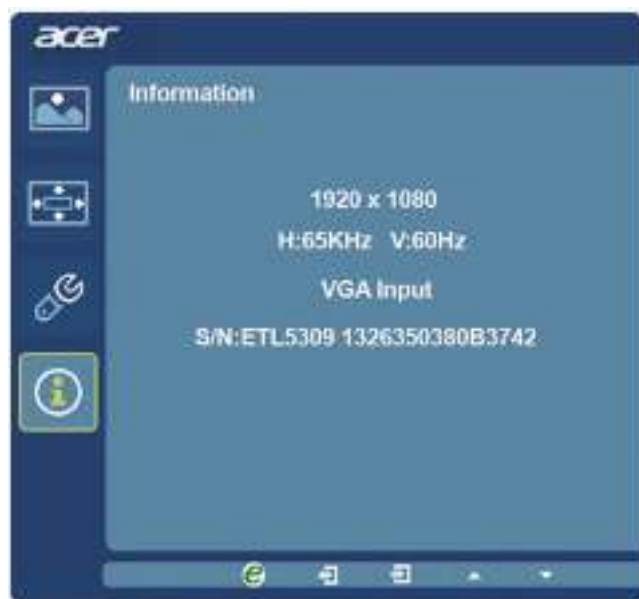 acer
Information
1920 x 1080
H:65KHz V:60Hz
VGA Input
S/N:ETL5309 1326350380B3742
e